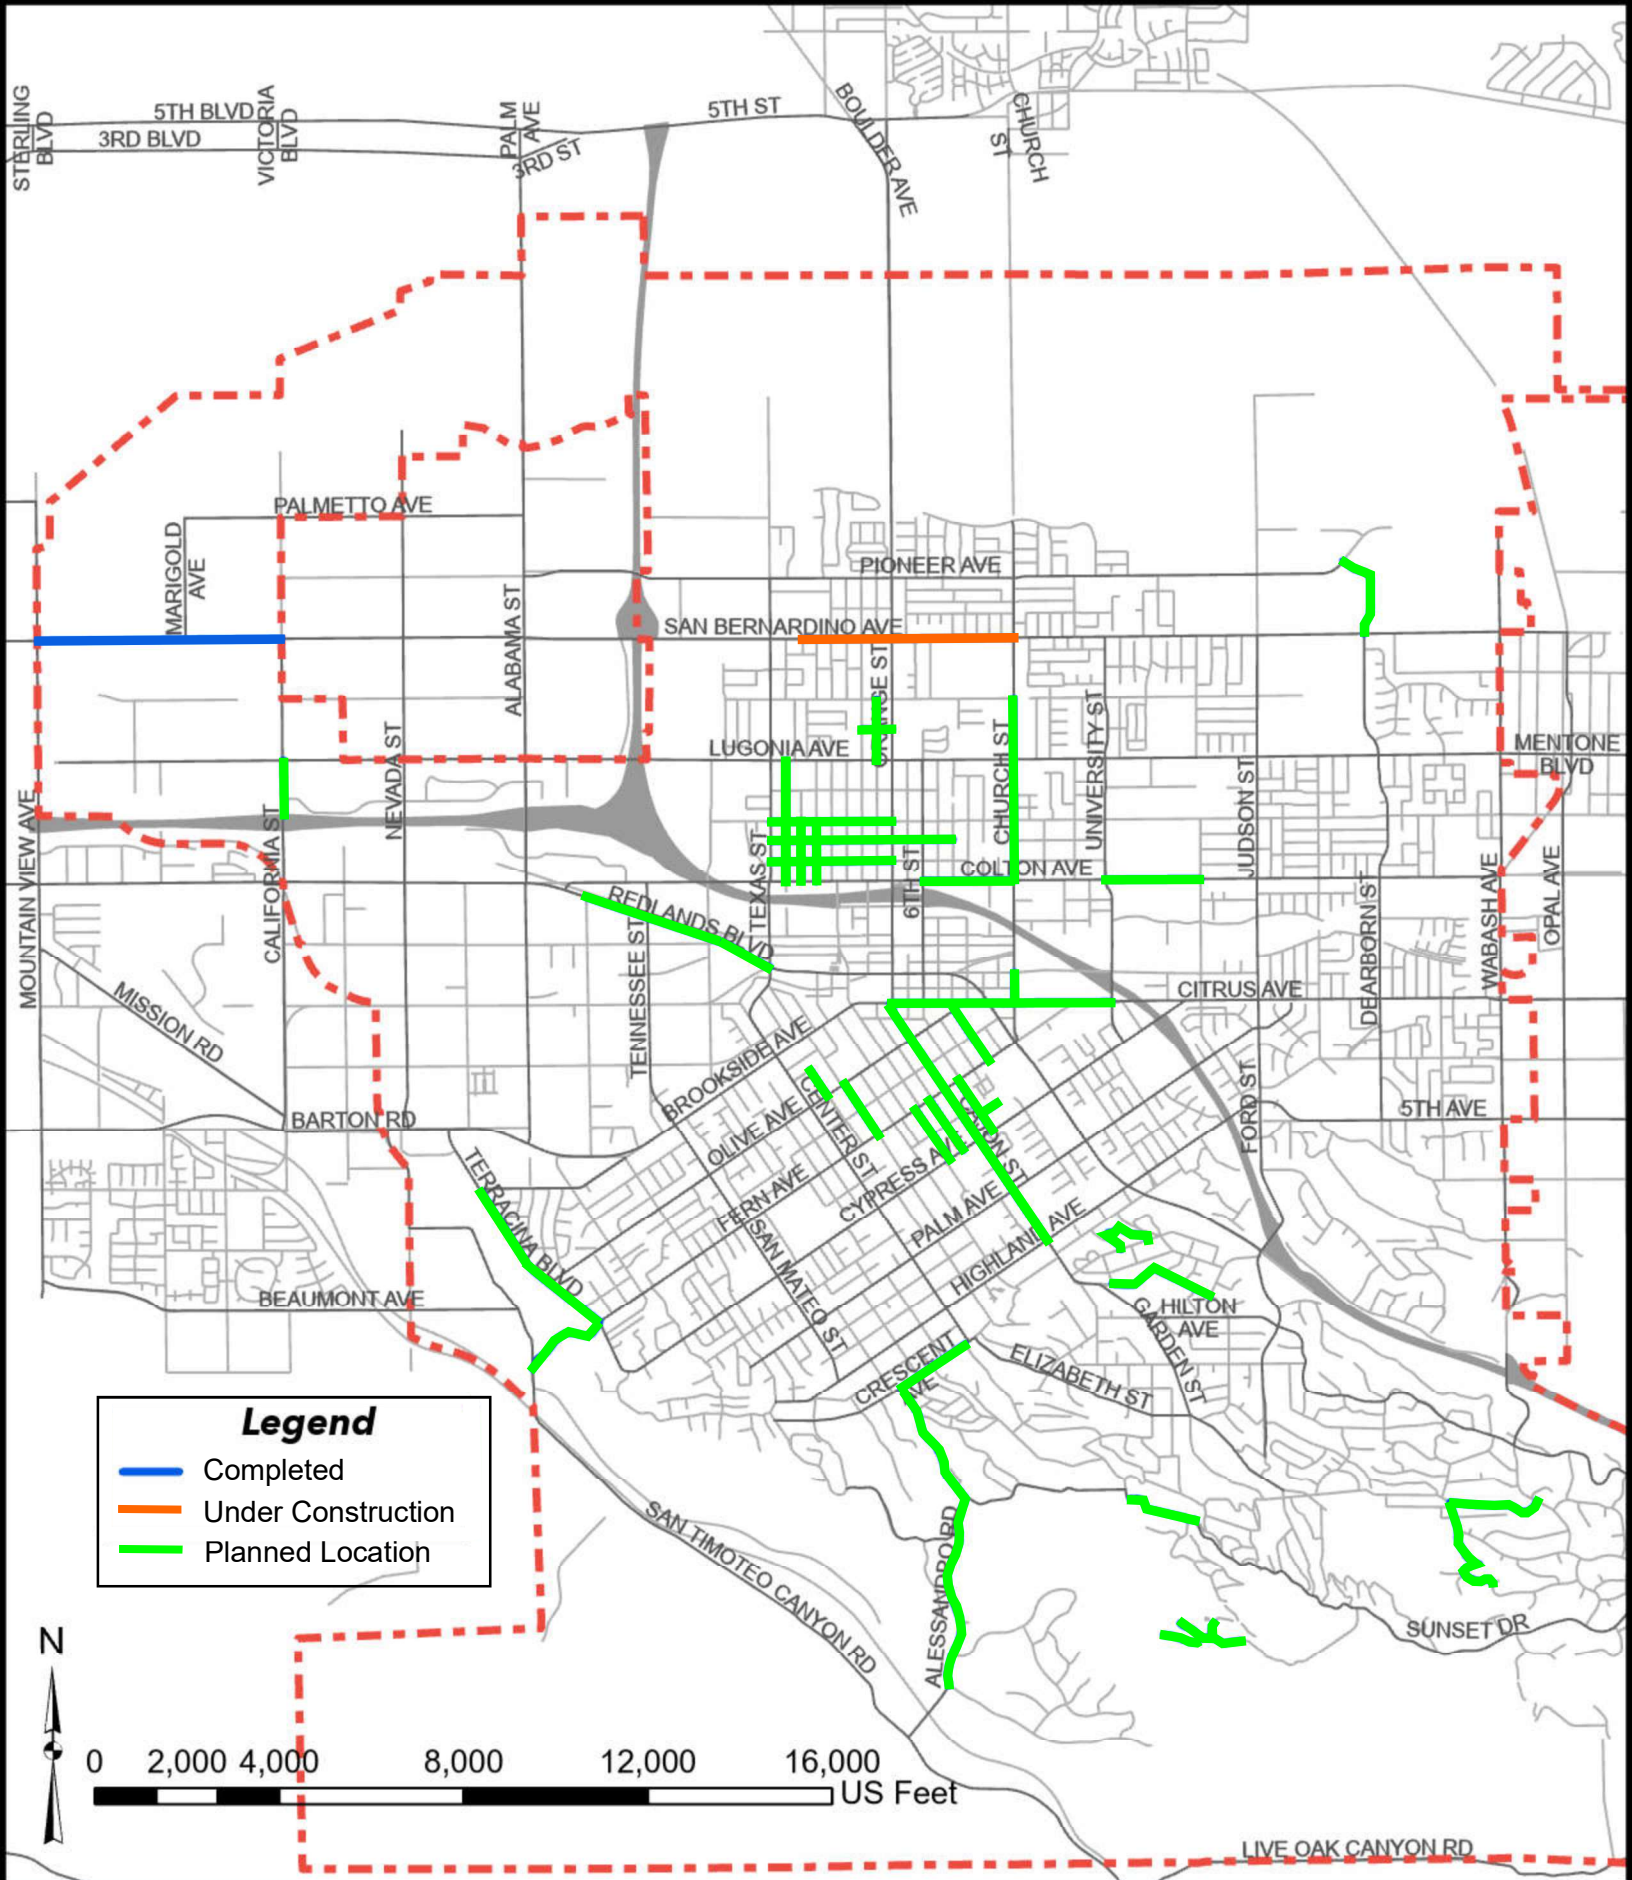 STERLING
BLVD
5TH BLVD
3RD BLVD
VICTORIA
BLVD
PALM
AVE
3RD ST
5TH ST
BOULDER AVE
CHURCH
ST
PALMETTO AVE
MARIGOLD
AVE
ALABAMA ST
PIONEER AVE
SAN BERNARDINO AVE
ORANGE ST
LUGONIA AVE
NEVADA ST
CHURCH ST
UNIVERSITY ST
JUDSON ST
MENTONE
BLVD
MOUNTAIN VIEW AVE
CALIFORNIA ST
TEXAS ST
6TH ST
COLTON AVE
REDLANDS BLVD
TENNESSEE ST
DEARBORN ST
WABASH AVE
OPAL AVE
MISSION RD
CITRUS AVE
BROOKSIDE AVE
BARTON RD
OLIVE AVE
CENTER ST
CAJON ST
FORD ST
5TH AVE
TERRACINA BLVD
FERN AVE
CYPRESS AVE
PALM AVE
HIGHLAND AVE
SAN MATEO ST
BEAUMONT AVE
HILTON
AVE
GARDEN ST
CRESCENT
AVE
ELIZABETH ST
Legend
Completed
Under Construction
Planned Location
SAN TIMOTEO CANYON RD
ALESSANDRO RD
SUNSET DR
N
0 2,000 4,000 8,000 12,000 16,000
US Feet
LIVE OAK CANYON RD